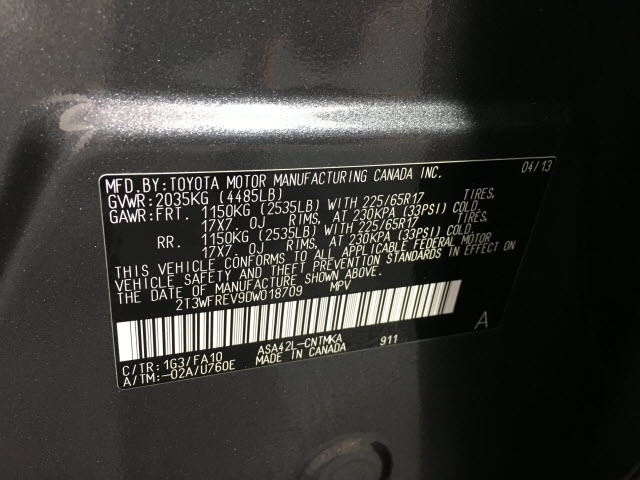 MFD.BY:TOYOTA MOTOR MANUFACTURING CANADA INC. 04/13
GVWR:2035KG (4485LB)
GAWR:FRT. 1150KG (2535LB) WITH 225/65R17 TIRES,
17X7 0J RIMS, AT 230KPA (33PSI) COLD
RR. 1150KG (2535LB) WITH 225/65R17 TIRES,
17X7 0J RIMS, AT 230KPA (33PSI) COLD
THIS VEHICLE CONFORMS TO ALL APPLICABLE FEDERAL MOTOR
VEHICLE SAFETY AND THEFT PREVENTION STANDARDS IN EFFECT ON
THE DATE OF MANUFACTURE SHOWN ABOVE.
2T3WFREV9DW018709 MPV
A
C/TR:1G3/FA10 ASA42L-CNTMKA 911
A/TM:-02A/U760E MADE IN CANADA